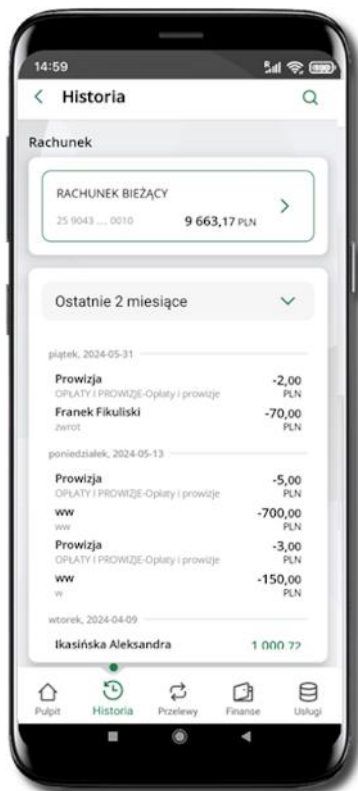 14:59
Historia
Rachunek
RACHUNEK BIEŻĄCY
25 9043 .... 0010 9 663,17 PLN
Ostatnie 2 miesiące
piątek, 2024-05-31
Prowizja -2,00
OPŁATY I PROWIZJE-Opłaty i prowizje PLN
Franek Fikuliski -70,00
zwrot PLN
poniedziałek, 2024-05-13
Prowizja -5,00
OPŁATY I PROWIZJE-Opłaty i prowizje PLN
ww -700,00
ww PLN
Prowizja -3,00
OPŁATY I PROWIZJE-Opłaty i prowizje PLN
ww -150,00
w PLN
wtorek, 2024-04-09
Ikasińska Aleksandra 1 000,72
Pulpit Historia Przelewy Finanse Usługi